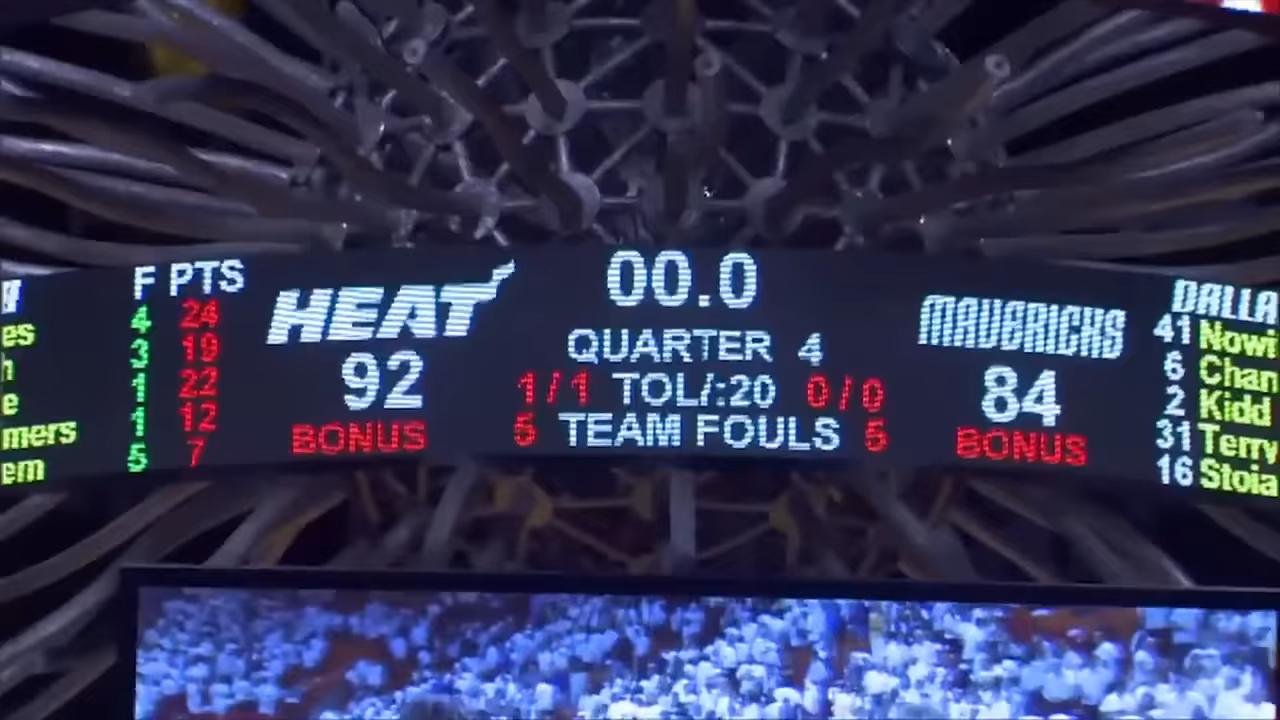 F PTS
es 4 24
h 3 19
e 1 22
mers 1 12
em 5 7
HEAT
92
BONUS
00.0
QUARTER 4
1/1 TOL/:20 0/0
5 TEAM FOULS 5
MAVERICKS
84
BONUS
DALLA
41 Nowi
6 Chan
2 Kidd
31 Terry
16 Stoja